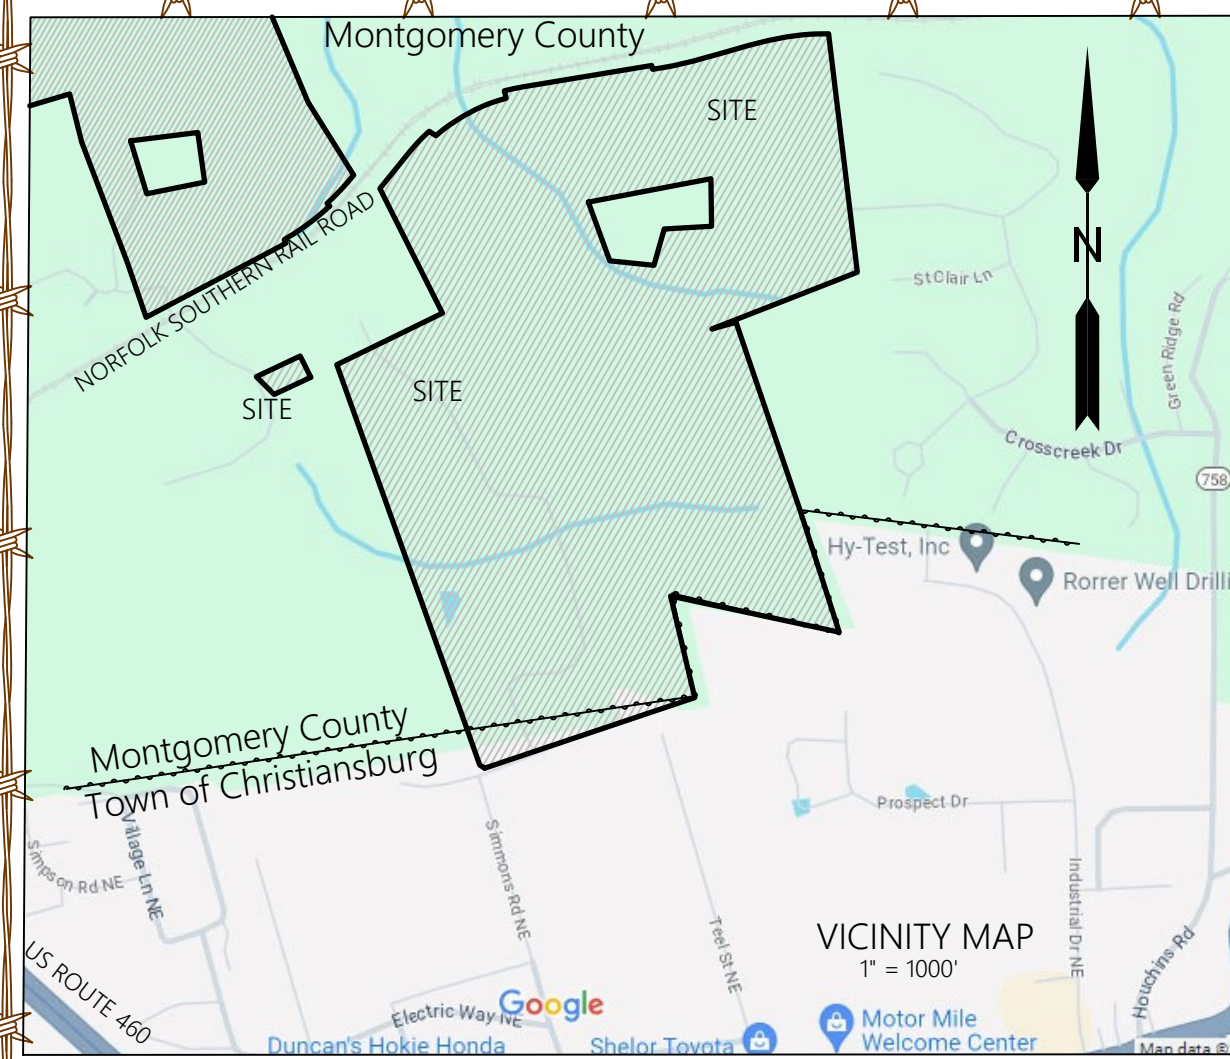 Montgomery County
SITE
NORFOLK SOUTHERN RAIL ROAD
N
StClair Ln
Green Ridge Rd
SITE
SITE
Crosscreek Dr
758
Hy-Test, Inc
Rorrer Well Drilli
Montgomery County
Town of Christiansburg
Prospect Dr
Village Ln NE
Simpson Rd NE
Simmons Rd NE
Teel St NE
Industrial Dr NE
VICINITY MAP
1" = 1000'
Houchins Rd
US ROUTE 460
Electric Way NE
Google
Motor Mile
Welcome Center
Duncan's Hokie Honda
Shelor Toyota
Map data ©